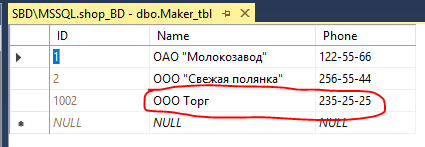 SBD\MSSQL.shop_BD - dbo.Maker_tbl
ID Name Phone
1 ОАО "Молокозавод" 122-55-66
2 ООО "Свежая полянка" 256-55-44
1002 ООО Торг 235-25-25
NULL NULL NULL